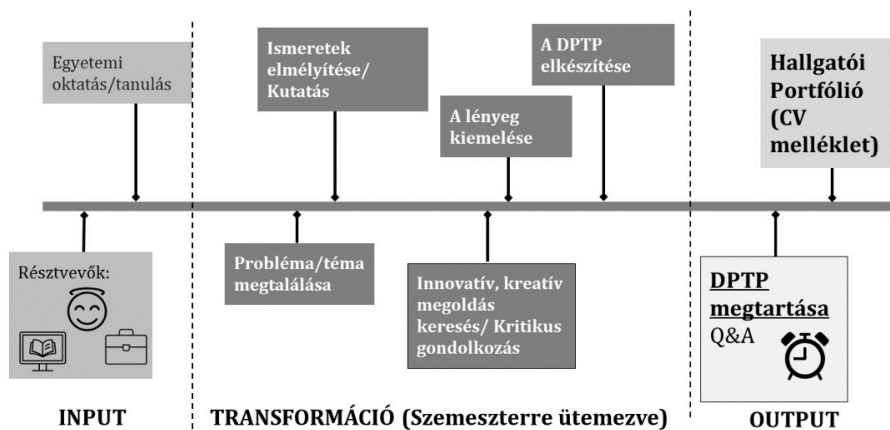 Egyetemi
oktatás/tanulás
Ismeretek
elmélyítése/
Kutatás
A lényeg
kiemelése
A DPTP
elkészítése
Hallgatói
Portfólió
(CV
melléklet)
Résztvevők:
Probléma/téma
megtalálása
Innovatív, kreatív
megoldás
keresés/ Kritikus
gondolkozás
DPTP
megtartása
Q&A
INPUT
TRANSFORMÁCIÓ (Szemeszterre ütemezve)
OUTPUT